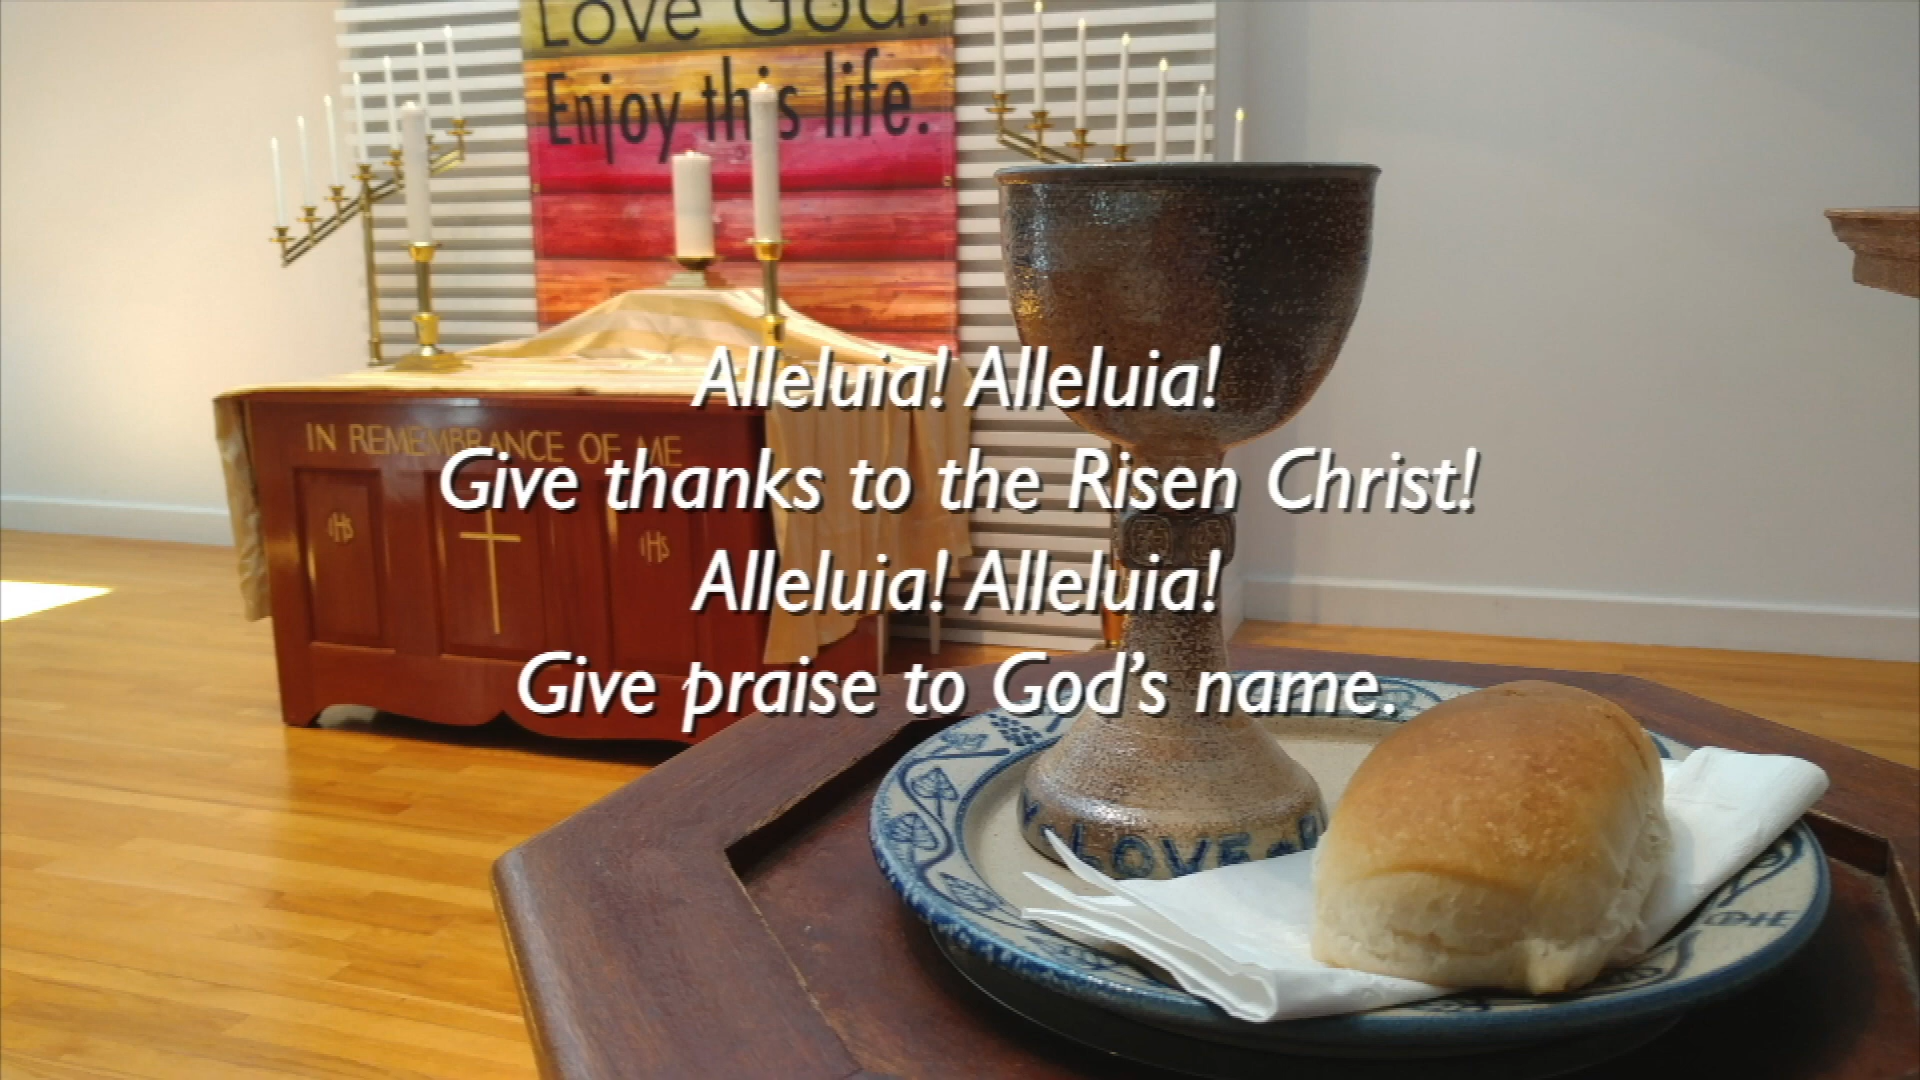 Love God.
Enjoy this life.
Alleluia! Alleluia!
IN REMEMBRANCE OF ME
Give thanks to the Risen Christ!
IHS
IHS
Alleluia! Alleluia!
Give praise to God's name.
LOVE